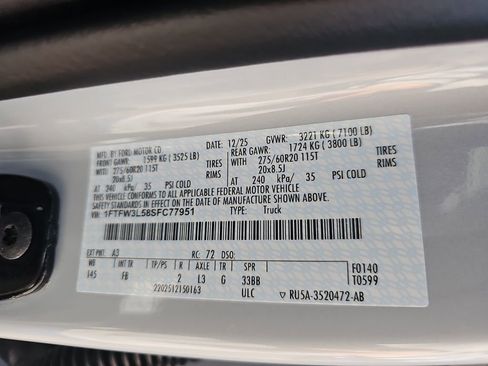 MFD. BY FORD MOTOR CO.
12/25 GVWR: 3221 KG ( 7100 LB)
FRONT GAWR: 1599 KG ( 3525 LB) REAR GAWR: 1724 KG ( 3800 LB)
WITH 275/60R20 115T TIRES WITH 275/60R20 115T TIRES
20x8.5J RIMS 20x8.5J RIMS
AT 240 kPa/ 35 PSI COLD AT 240 kPa/ 35 PSI COLD
THIS VEHICLE CONFORMS TO ALL APPLICABLE FEDERAL MOTOR VEHICLE
SAFETY STANDARDS IN EFFECT ON THE DATE OF MANUFACTURE SHOWN ABOVE.
VIN: 1FTFW3L58SFC77951 TYPE: Truck
EXT PNT: A3 RC: 72 DSO:
WB INT TR TP/PS R AXLE TR SPR
145 FB 2 L3 G 33BB
F0140
T0599
2202512150163 ULC ▽ RU5A-3520472-AB